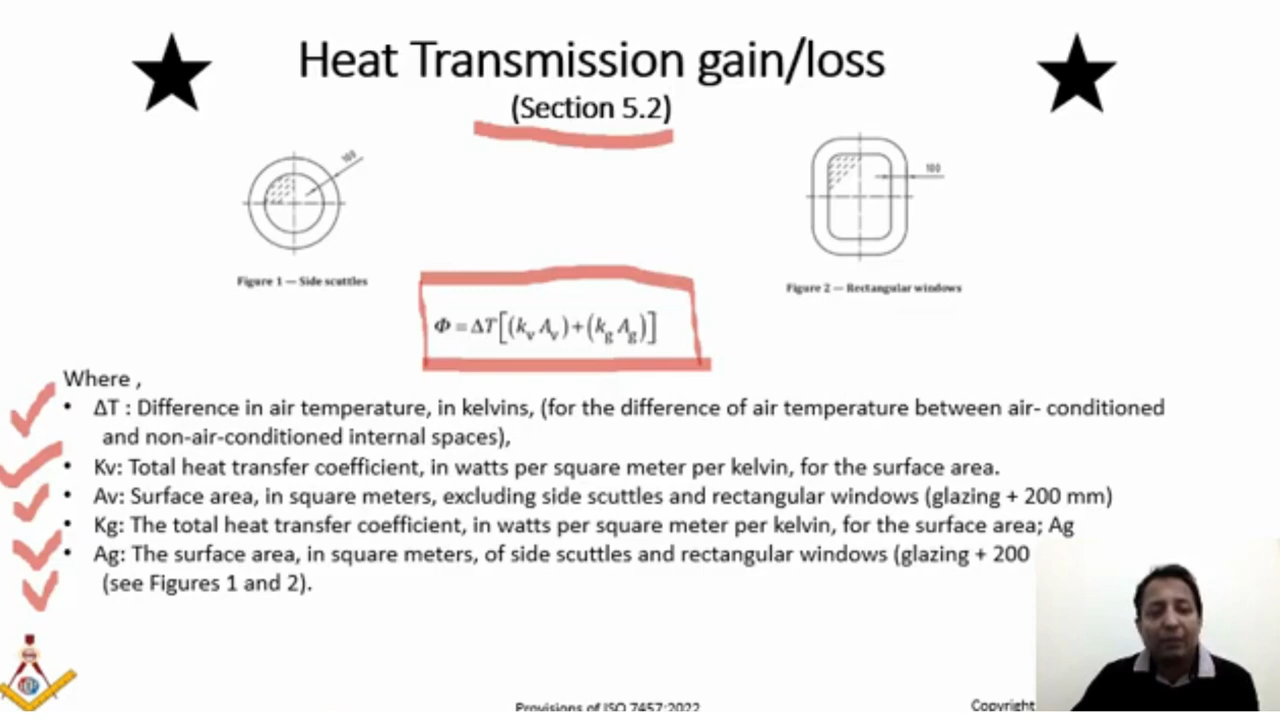 Heat Transmission gain/loss
(Section 5.2)
100
100
Figure 1 — Side scuttles
Figure 2 — Rectangular windows
Φ = ΔT[(kv Av)+(kg Ag)]
Where ,
• ΔT : Difference in air temperature, in kelvins, (for the difference of air temperature between air- conditioned
and non-air-conditioned internal spaces),
• Kv: Total heat transfer coefficient, in watts per square meter per kelvin, for the surface area.
• Av: Surface area, in square meters, excluding side scuttles and rectangular windows (glazing + 200 mm)
• Kg: The total heat transfer coefficient, in watts per square meter per kelvin, for the surface area; Ag
• Ag: The surface area, in square meters, of side scuttles and rectangular windows (glazing + 200
(see Figures 1 and 2).
Provisions of ISO 7457:2022
Copyright